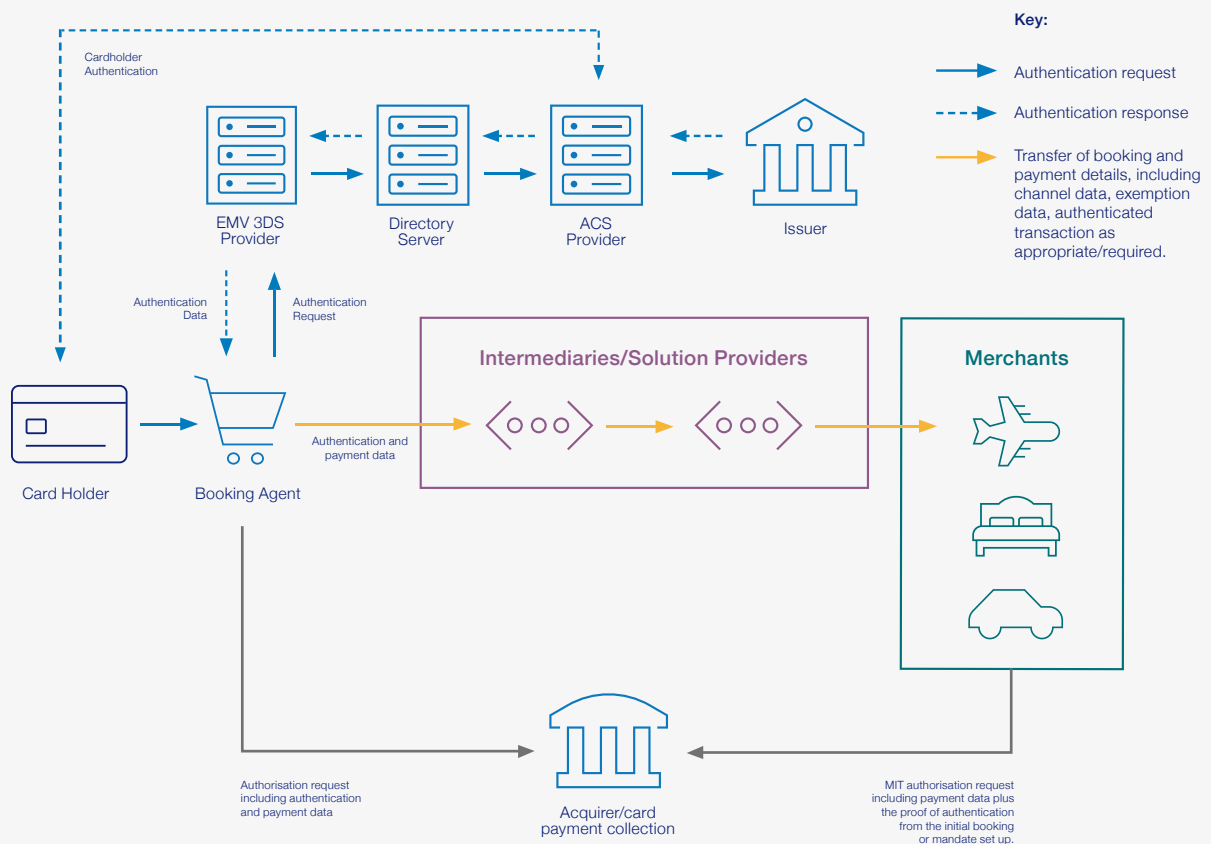 Key:
Authentication request
Authentication response
Transfer of booking and
payment details, including
channel data, exemption
data, authenticated
transaction as
appropriate/required.
Cardholder
Authentication
EMV 3DS
Provider
Directory
Server
ACS
Provider
Issuer
Authentication
Data
Authentication
Request
Intermediaries/Solution Providers
Merchants
Authentication and
payment data
Card Holder
Booking Agent
Authorisation request
including authentication
and payment data
Acquirer/card
payment collection
MIT authorisation request
including payment data plus
the proof of authentication
from the initial booking
or mandate set up.